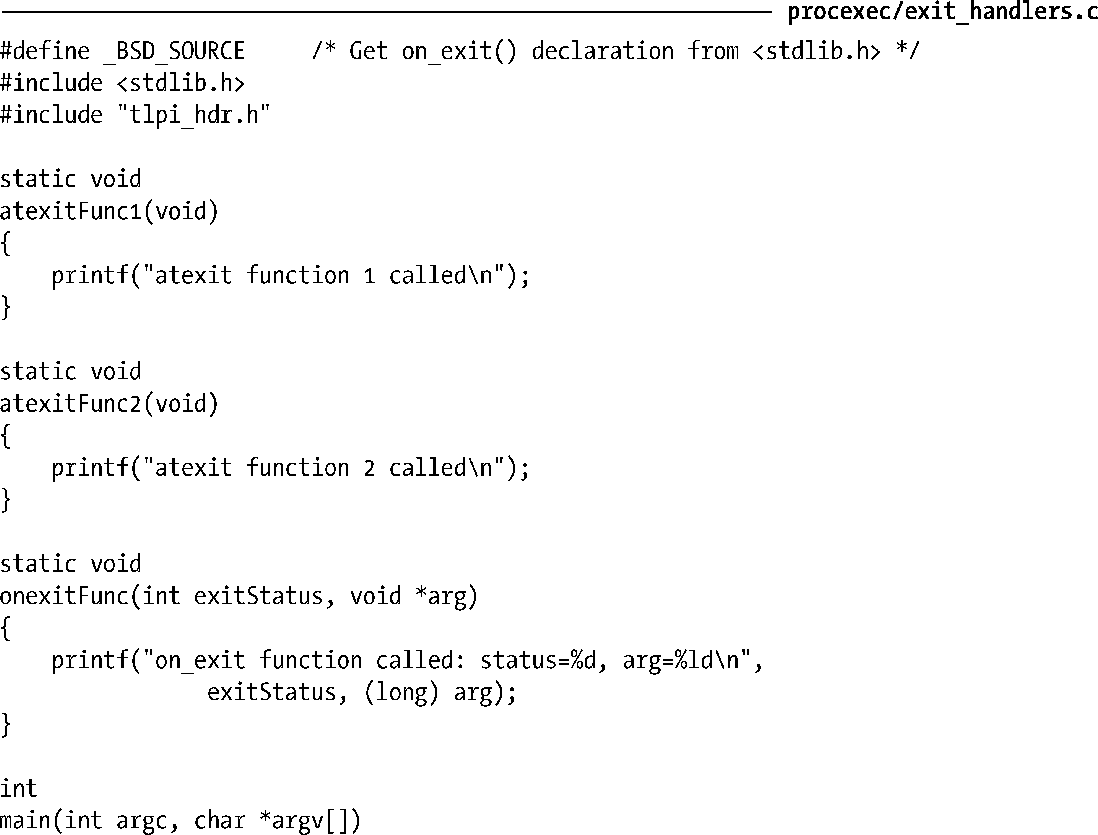 procexec/exit_handlers.c
#define _BSD_SOURCE     /* Get on_exit() declaration from <stdlib.h> */
#include <stdlib.h>
#include "tlpi_hdr.h"

static void
atexitFunc1(void)
{
    printf("atexit function 1 called\n");
}

static void
atexitFunc2(void)
{
    printf("atexit function 2 called\n");
}

static void
onexitFunc(int exitStatus, void *arg)
{
    printf("on_exit function called: status=%d, arg=%ld\n",
                exitStatus, (long) arg);
}

int
main(int argc, char *argv[])